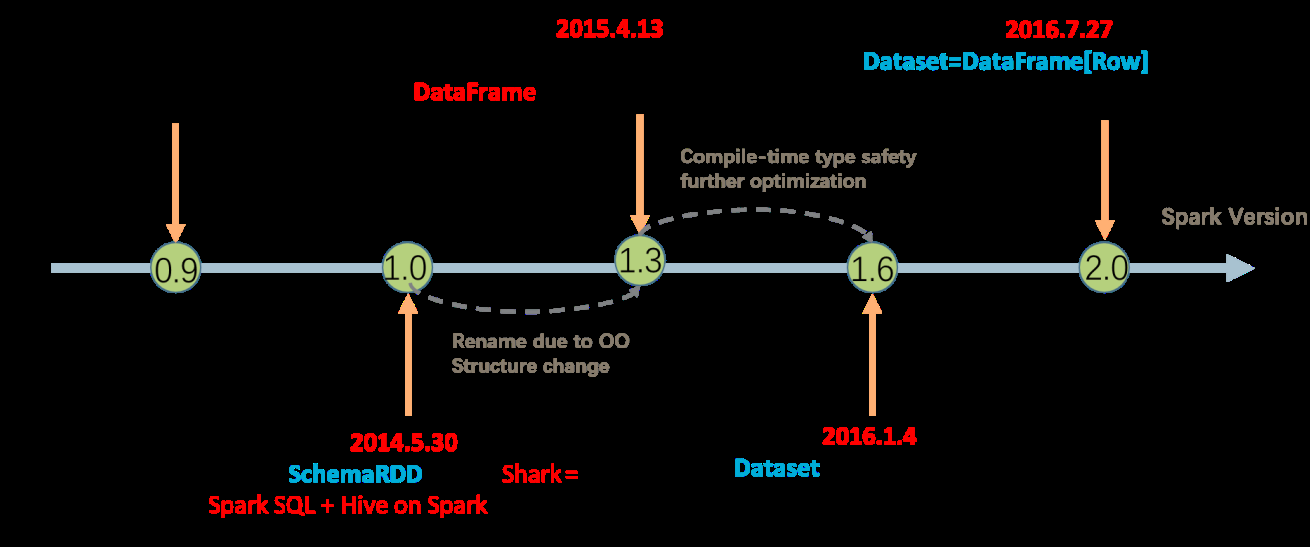 2015.4.13
2016.7.27
Dataset=DataFrame[Row]
DataFrame
Compile-time type safety
further optimization
Spark Version
0.9
1.0
1.3
1.6
2.0
Rename due to OO
Structure change
2014.5.30
2016.1.4
SchemaRDD Shark =
Dataset
Spark SQL + Hive on Spark